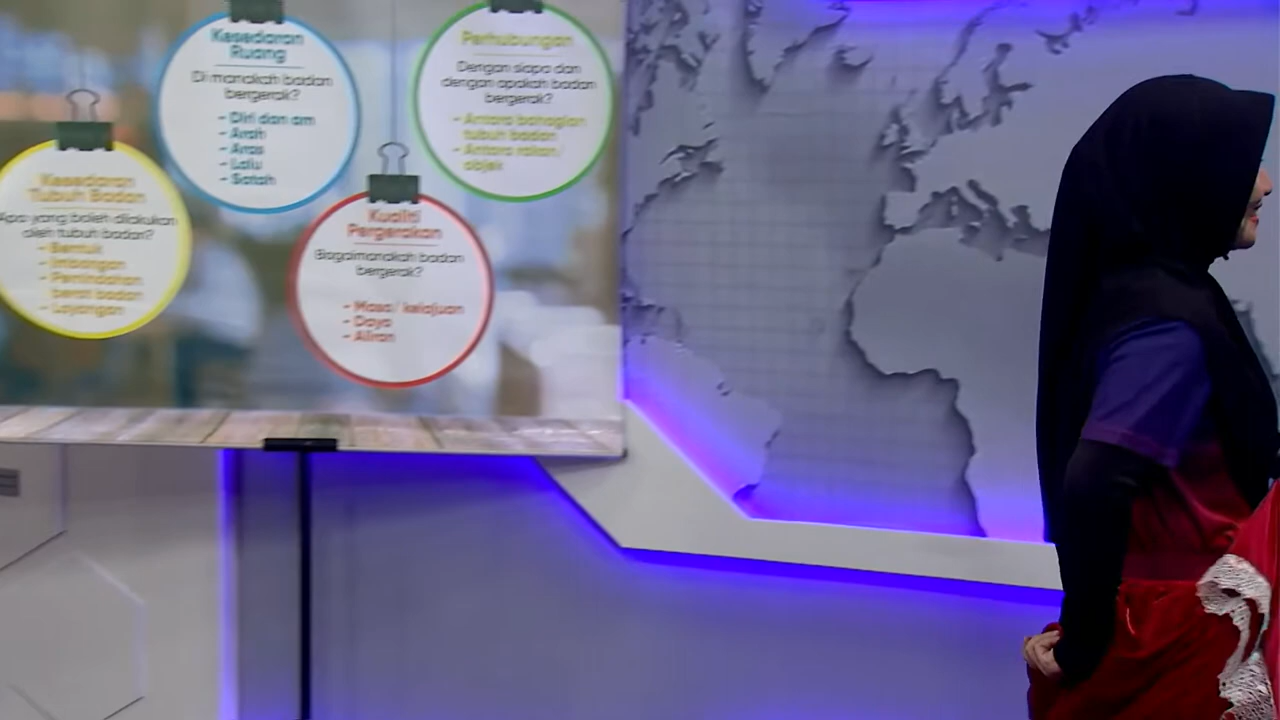 Kesedaran
Tubuh Badan
Apa yang boleh dilakukan
oleh tubuh badan?
- Bentuk
- Imbangan
- Pemindahan
berat badan
- Layangan
Kesedaran
Ruang
Di manakah badan
bergerak?
- Diri dan am
- Arah
- Aras
- Lalu
- Satah
Kualiti
Pergerakan
Bagaimanakah badan
bergerak?
- Masa / kelajuan
- Daya
- Aliran
Perhubungan
Dengan siapa dan
dengan apakah badan
bergerak?
- Antara bahagian
tubuh badan
- Antara rakan/
objek